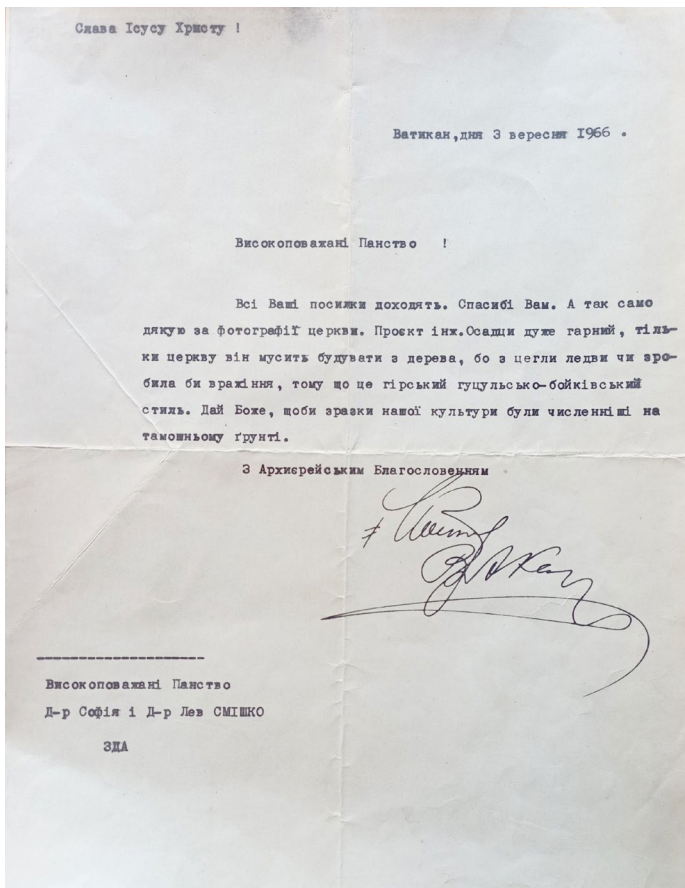 Слава Ісусу Христу !
Ватикан,дня 3 вересня 1966 .
Високоповажані Панство !
Всі Ваші посилки доходять. Спасибі Вам. А так само
дякую за фотографії церкви. Проєкт інж.Осадци дуже гарний, тіль-
ки церкву він мусить будувати з дерева, бо з цегли ледви чи зро-
била би вражіння, тому що це гірський гуцульсько-бойківський
стиль. Дай Боже, щоби зразки нашої культури були численніші на
тамошньому ґрунті.
З Архиєрейським Благословенням
Високоповажані Панство
Д-р Софія і Д-р Лев СМІШКО
ЗДА